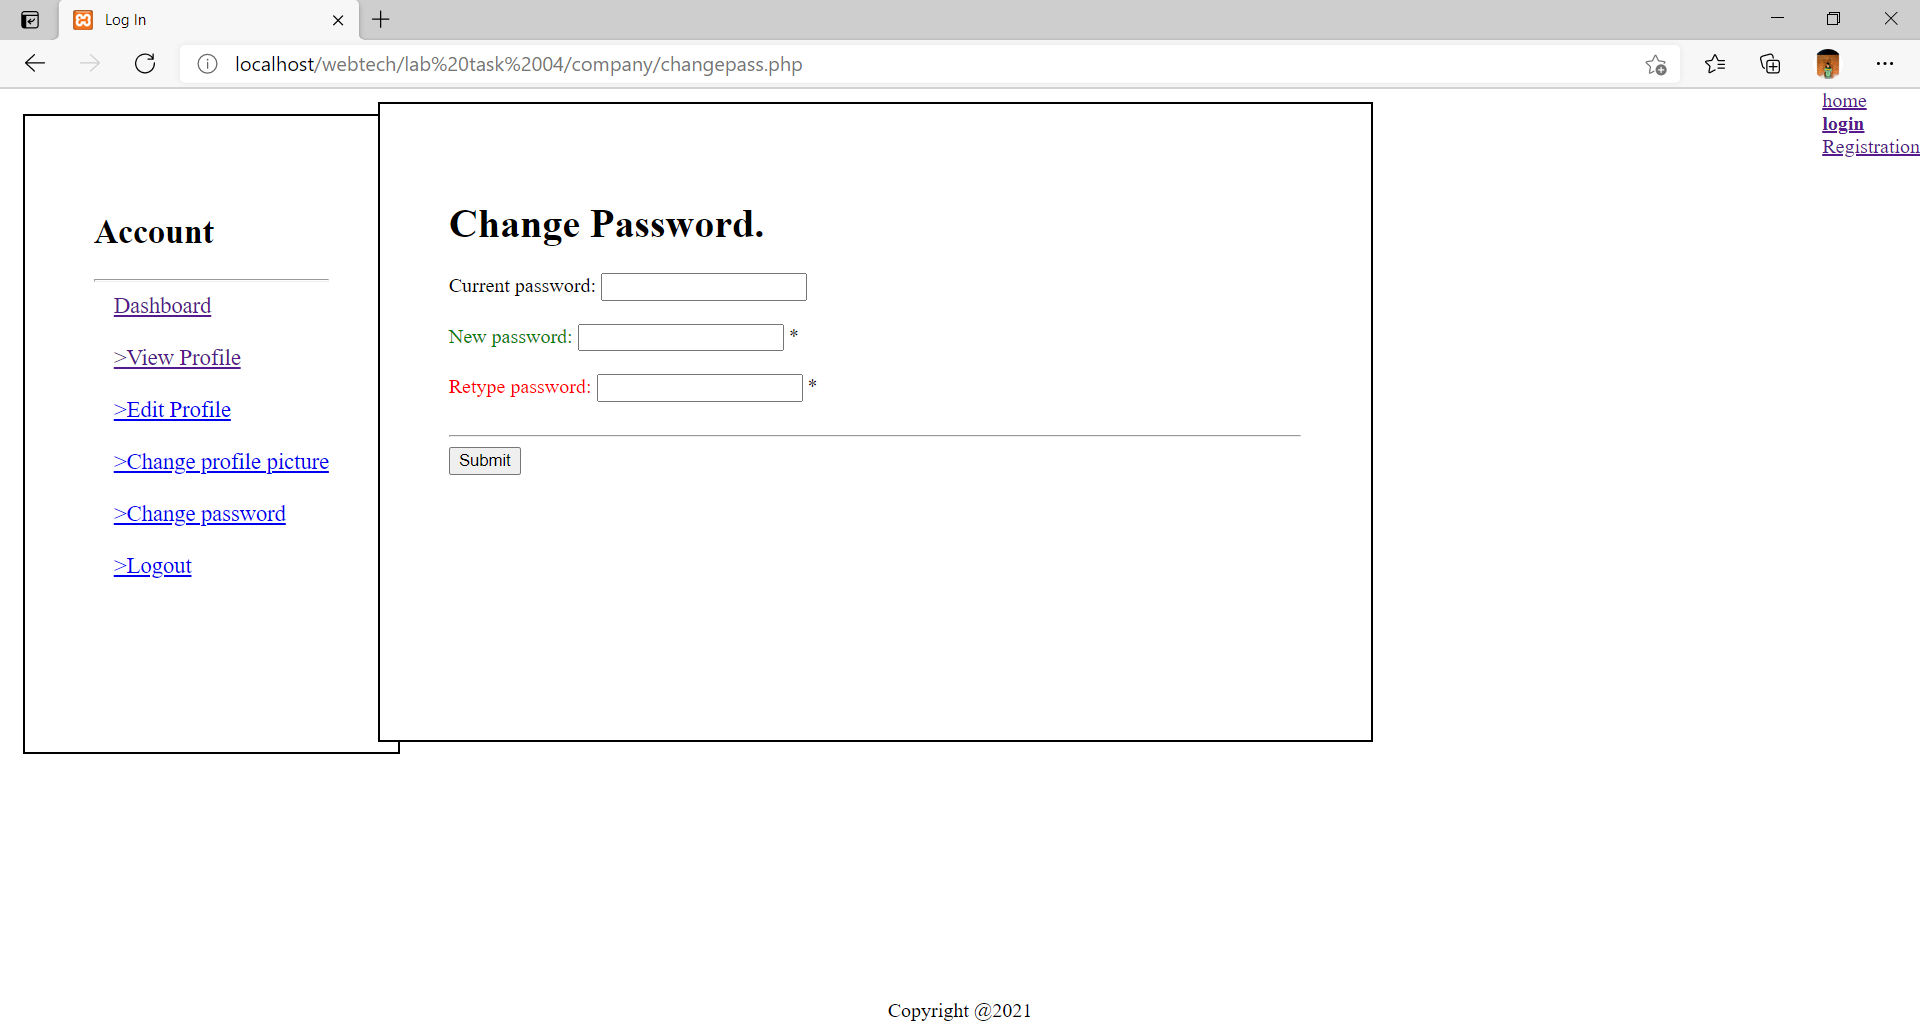 Log In
localhost/webtech/lab%20task%2004/company/changepass.php
home
login
Registration
Account
Dashboard
>View Profile
>Edit Profile
>Change profile picture
>Change password
>Logout
Change Password.
Current password:
New password: *
Retype password: *
Submit
Copyright @2021